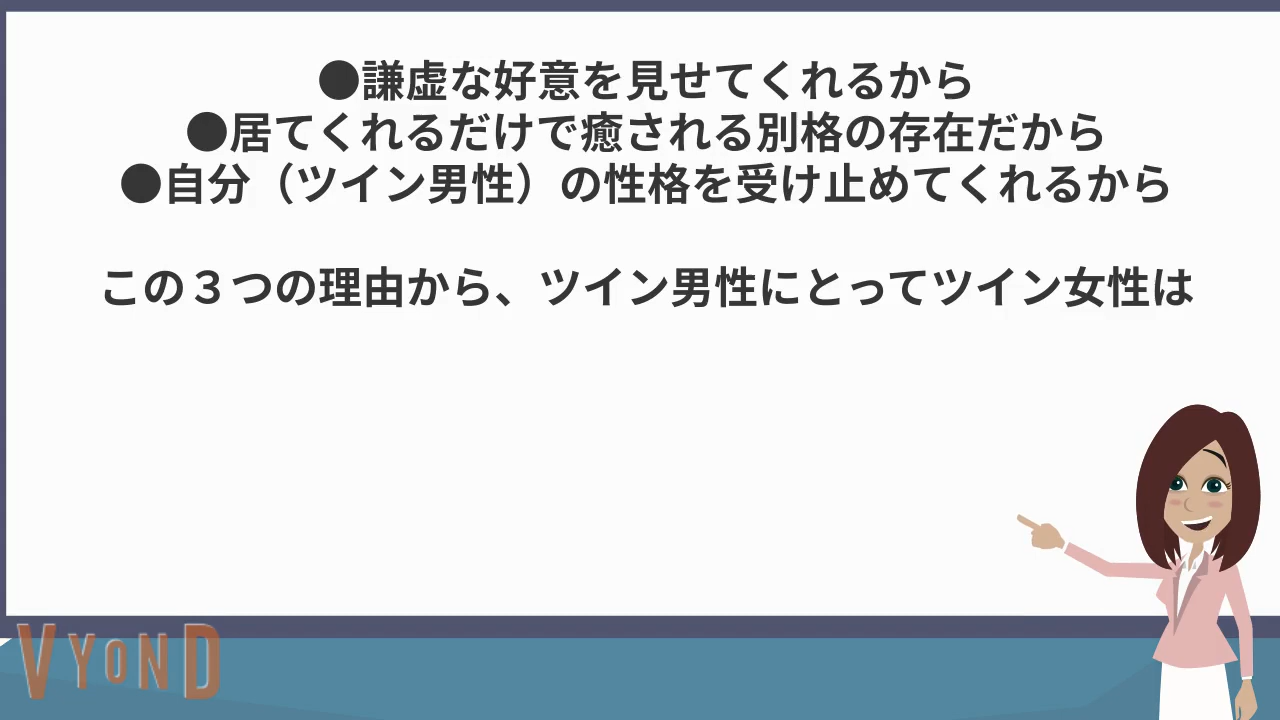 ●謙虚な好意を見せてくれるから
●居てくれるだけで癒される別格の存在だから
●自分（ツイン男性）の性格を受け止めてくれるから
この３つの理由から、ツイン男性にとってツイン女性は
VYOND